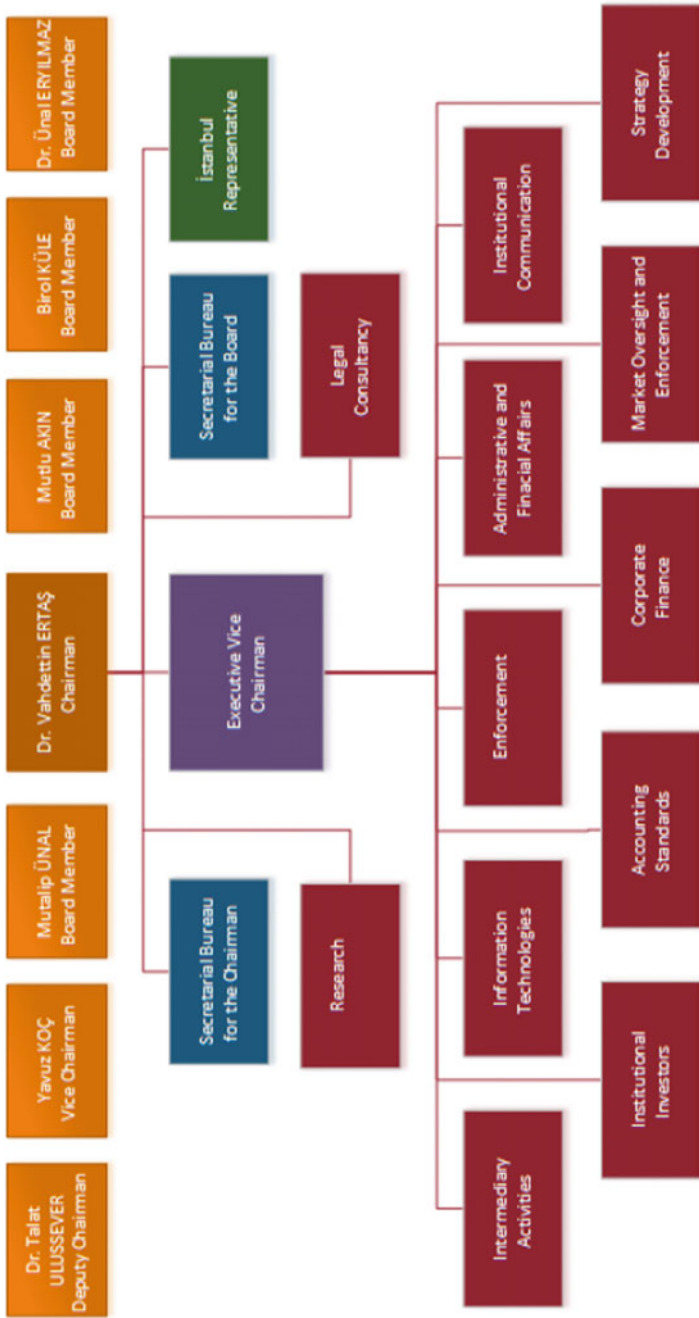 Dr. Talat
ULUSSEVER
Deputy Chairman
Yavuz KOÇ
Vice Chairman
Mutalip ÜNAL
Board Member
Dr. Vahdettin ERTAŞ
Chairman
Mutlu AKIN
Board Member
Birol KÜLE
Board Member
Dr. Ünal ERYILMAZ
Board Member
Secretarial Bureau
for the Chairman
Executive Vice
Chairman
Secretarial Bureau
for the Board
İstanbul
Representative
Research
Legal
Consultancy
Intermediary
Activities
Information
Technologies
Enforcement
Administrative and
Finacial Affairs
Institutional
Communication
Institutional
Investors
Accounting
Standards
Corporate
Finance
Market Oversight and
Enforcement
Strategy
Development